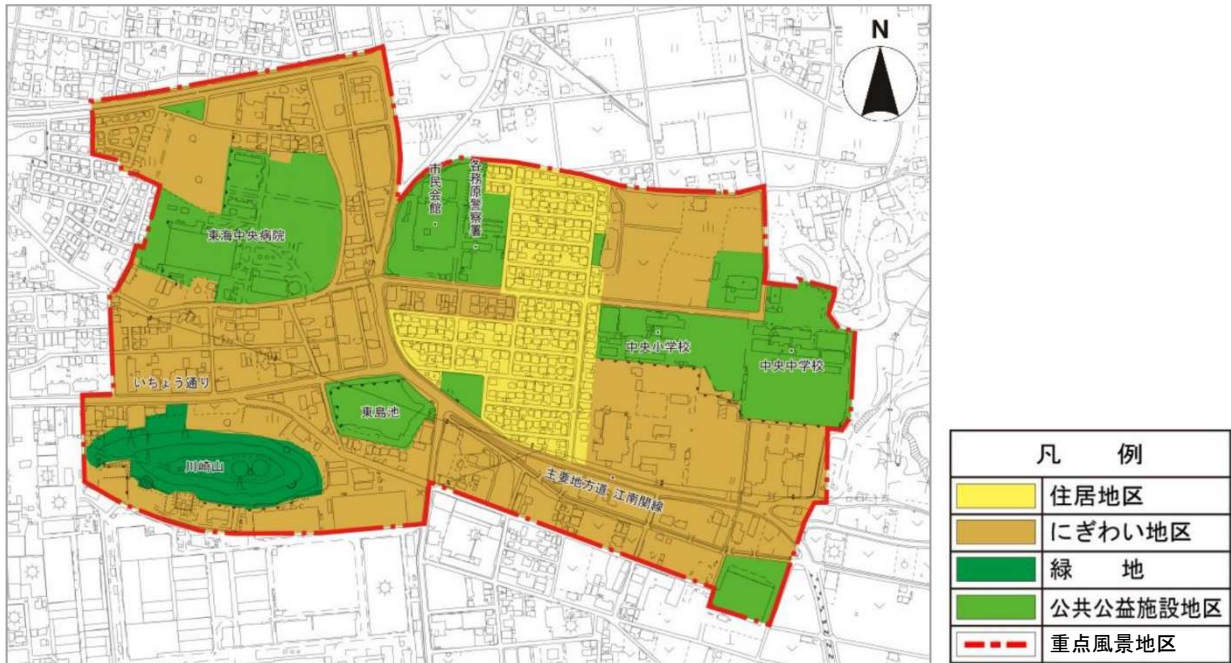 N
市民会館
各務原警察署
東海中央病院
中央小学校
中央中学校
いちょう通り
東島池
川崎山
主要地方道 江南関線
凡 例
住居地区
にぎわい地区
緑 地
公共公益施設地区
重点風景地区